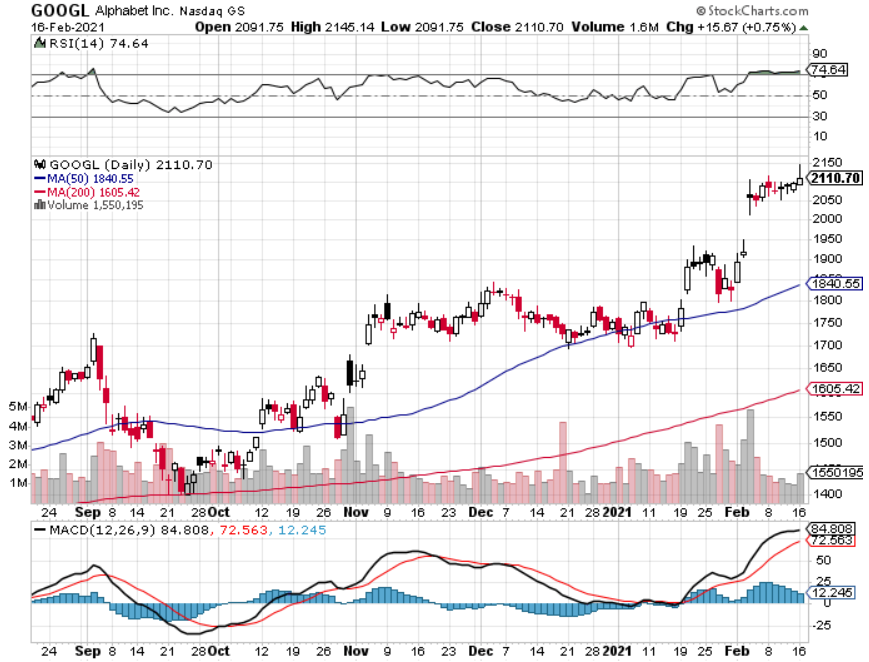 GOOGL Alphabet Inc. Nasdaq GS © StockCharts.com
16-Feb-2021 Open 2091.75 High 2145.14 Low 2091.75 Close 2110.70 Volume 1.6M Chg +15.67 (+0.75%)
RSI(14) 74.64
90
74.64
50
30
10
GOOGL (Daily) 2110.70
MA(50) 1840.55
MA(200) 1605.42
Volume 1,550,195
2150
2110.70
2050
2000
1950
1900
1840.55
1800
1750
1700
1650
1605.42
5M 1550
4M
3M 1500
2M
1M 1550195
1400
24 Sep 8 14 21 Oct 12 19 26 Nov 9 16 23 Dec 7 14 21 28 2021 11 19 25 Feb 8 16
MACD(12,26,9) 84.808, 72.563, 12.245
84.808
72.563
50
25
12.245
0
-25
24 Sep 8 14 21 Oct 12 19 26 Nov 9 16 23 Dec 7 14 21 28 2021 11 19 25 Feb 8 16